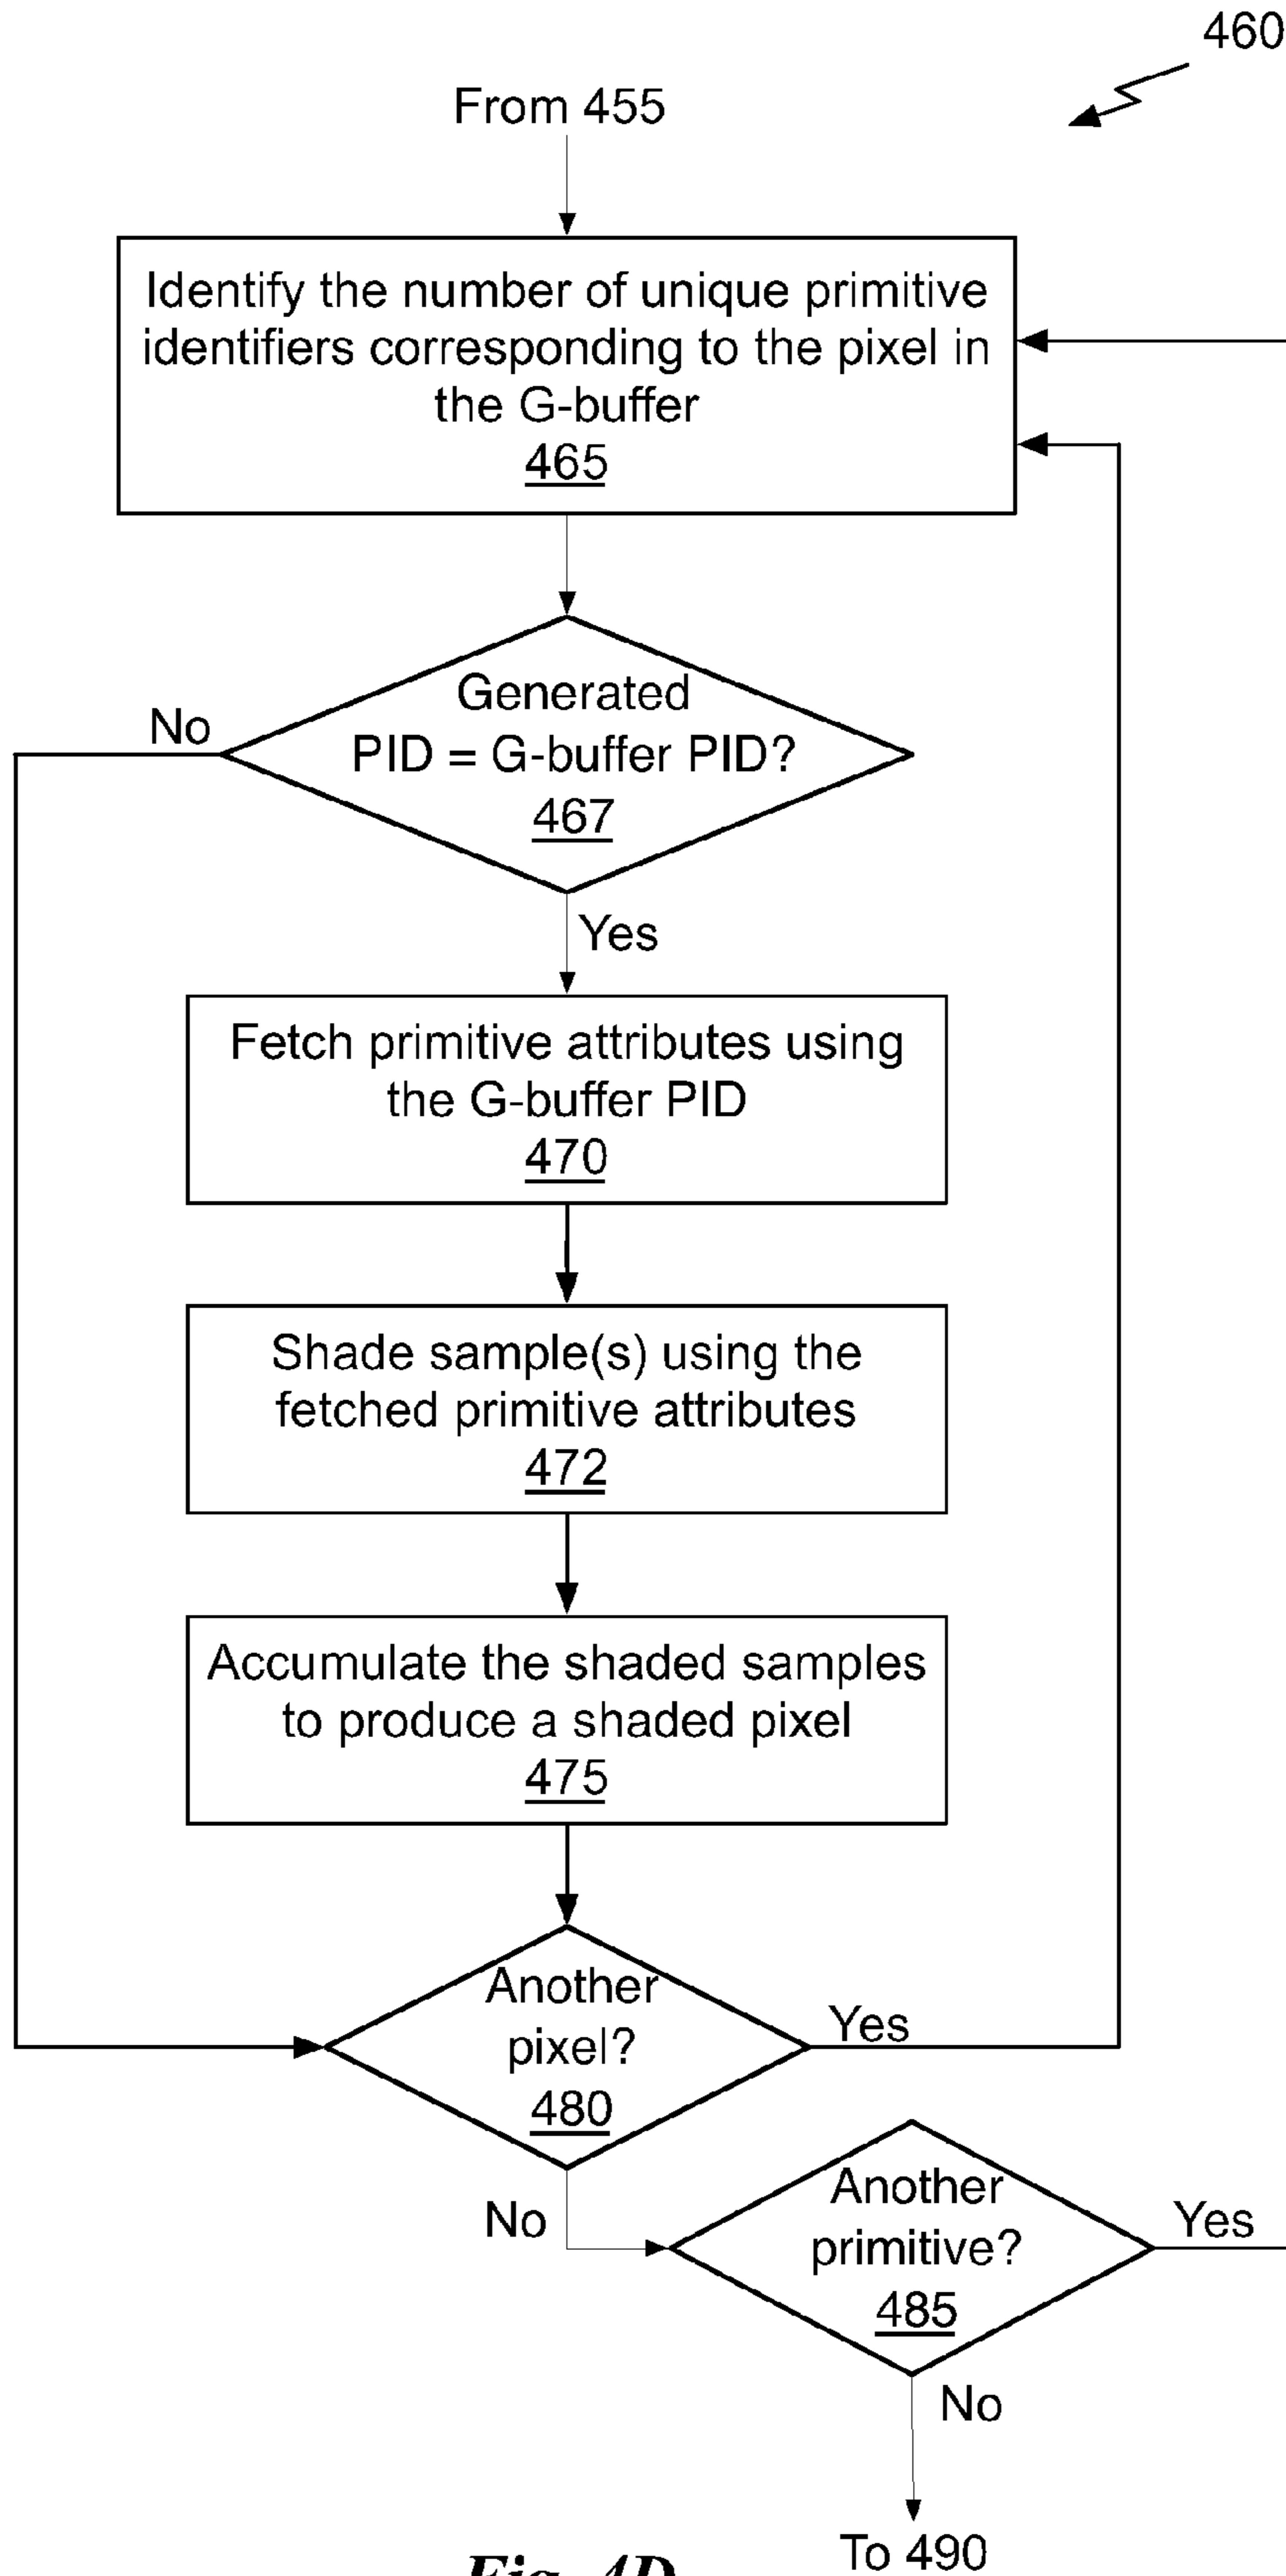 460
From 455
Identify the number of unique primitive
identifiers corresponding to the pixel in
the G-buffer
465
Generated
PID = G-buffer PID?
467
No
Yes
Fetch primitive attributes using
the G-buffer PID
470
Shade sample(s) using the
fetched primitive attributes
472
Accumulate the shaded samples
to produce a shaded pixel
475
Another
pixel?
480
Yes
No
Another
primitive?
485
Yes
No
To 490
Fig. 4D